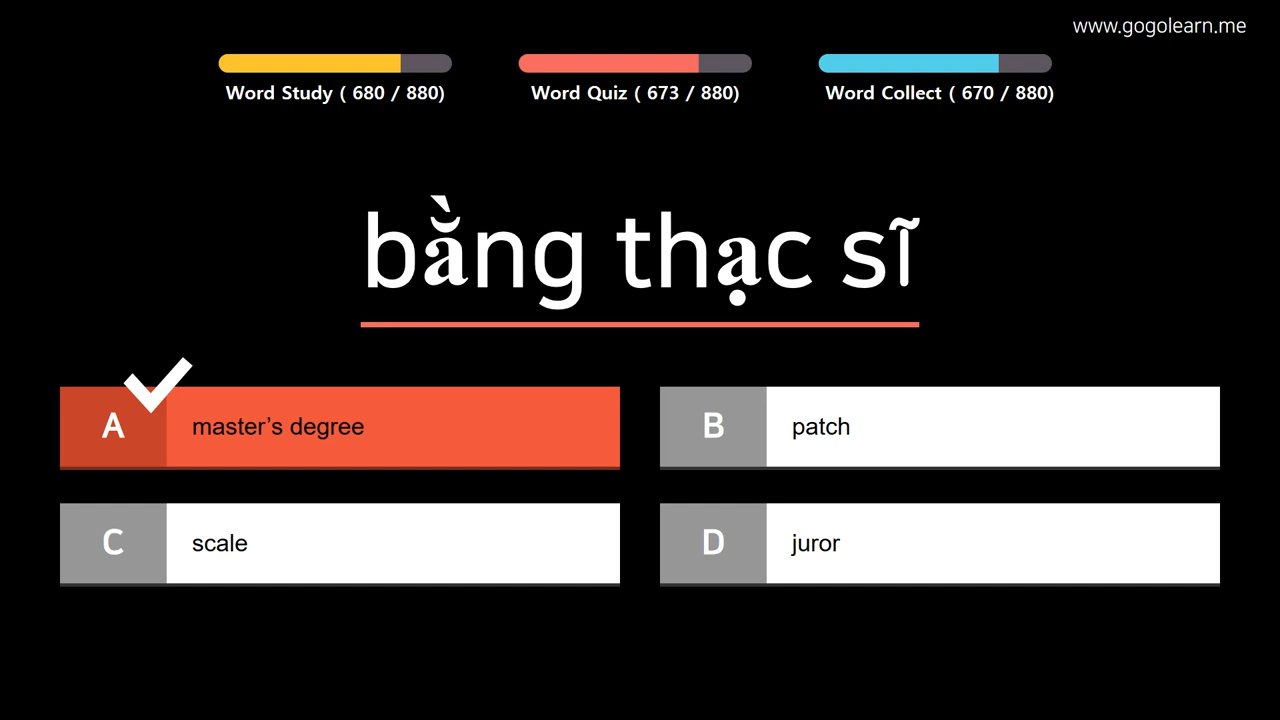 www.gogolearn.me
Word Study ( 680 / 880)
Word Quiz ( 673 / 880)
Word Collect ( 670 / 880)
bằng thạc sĩ
A master’s degree
B patch
C scale
D juror